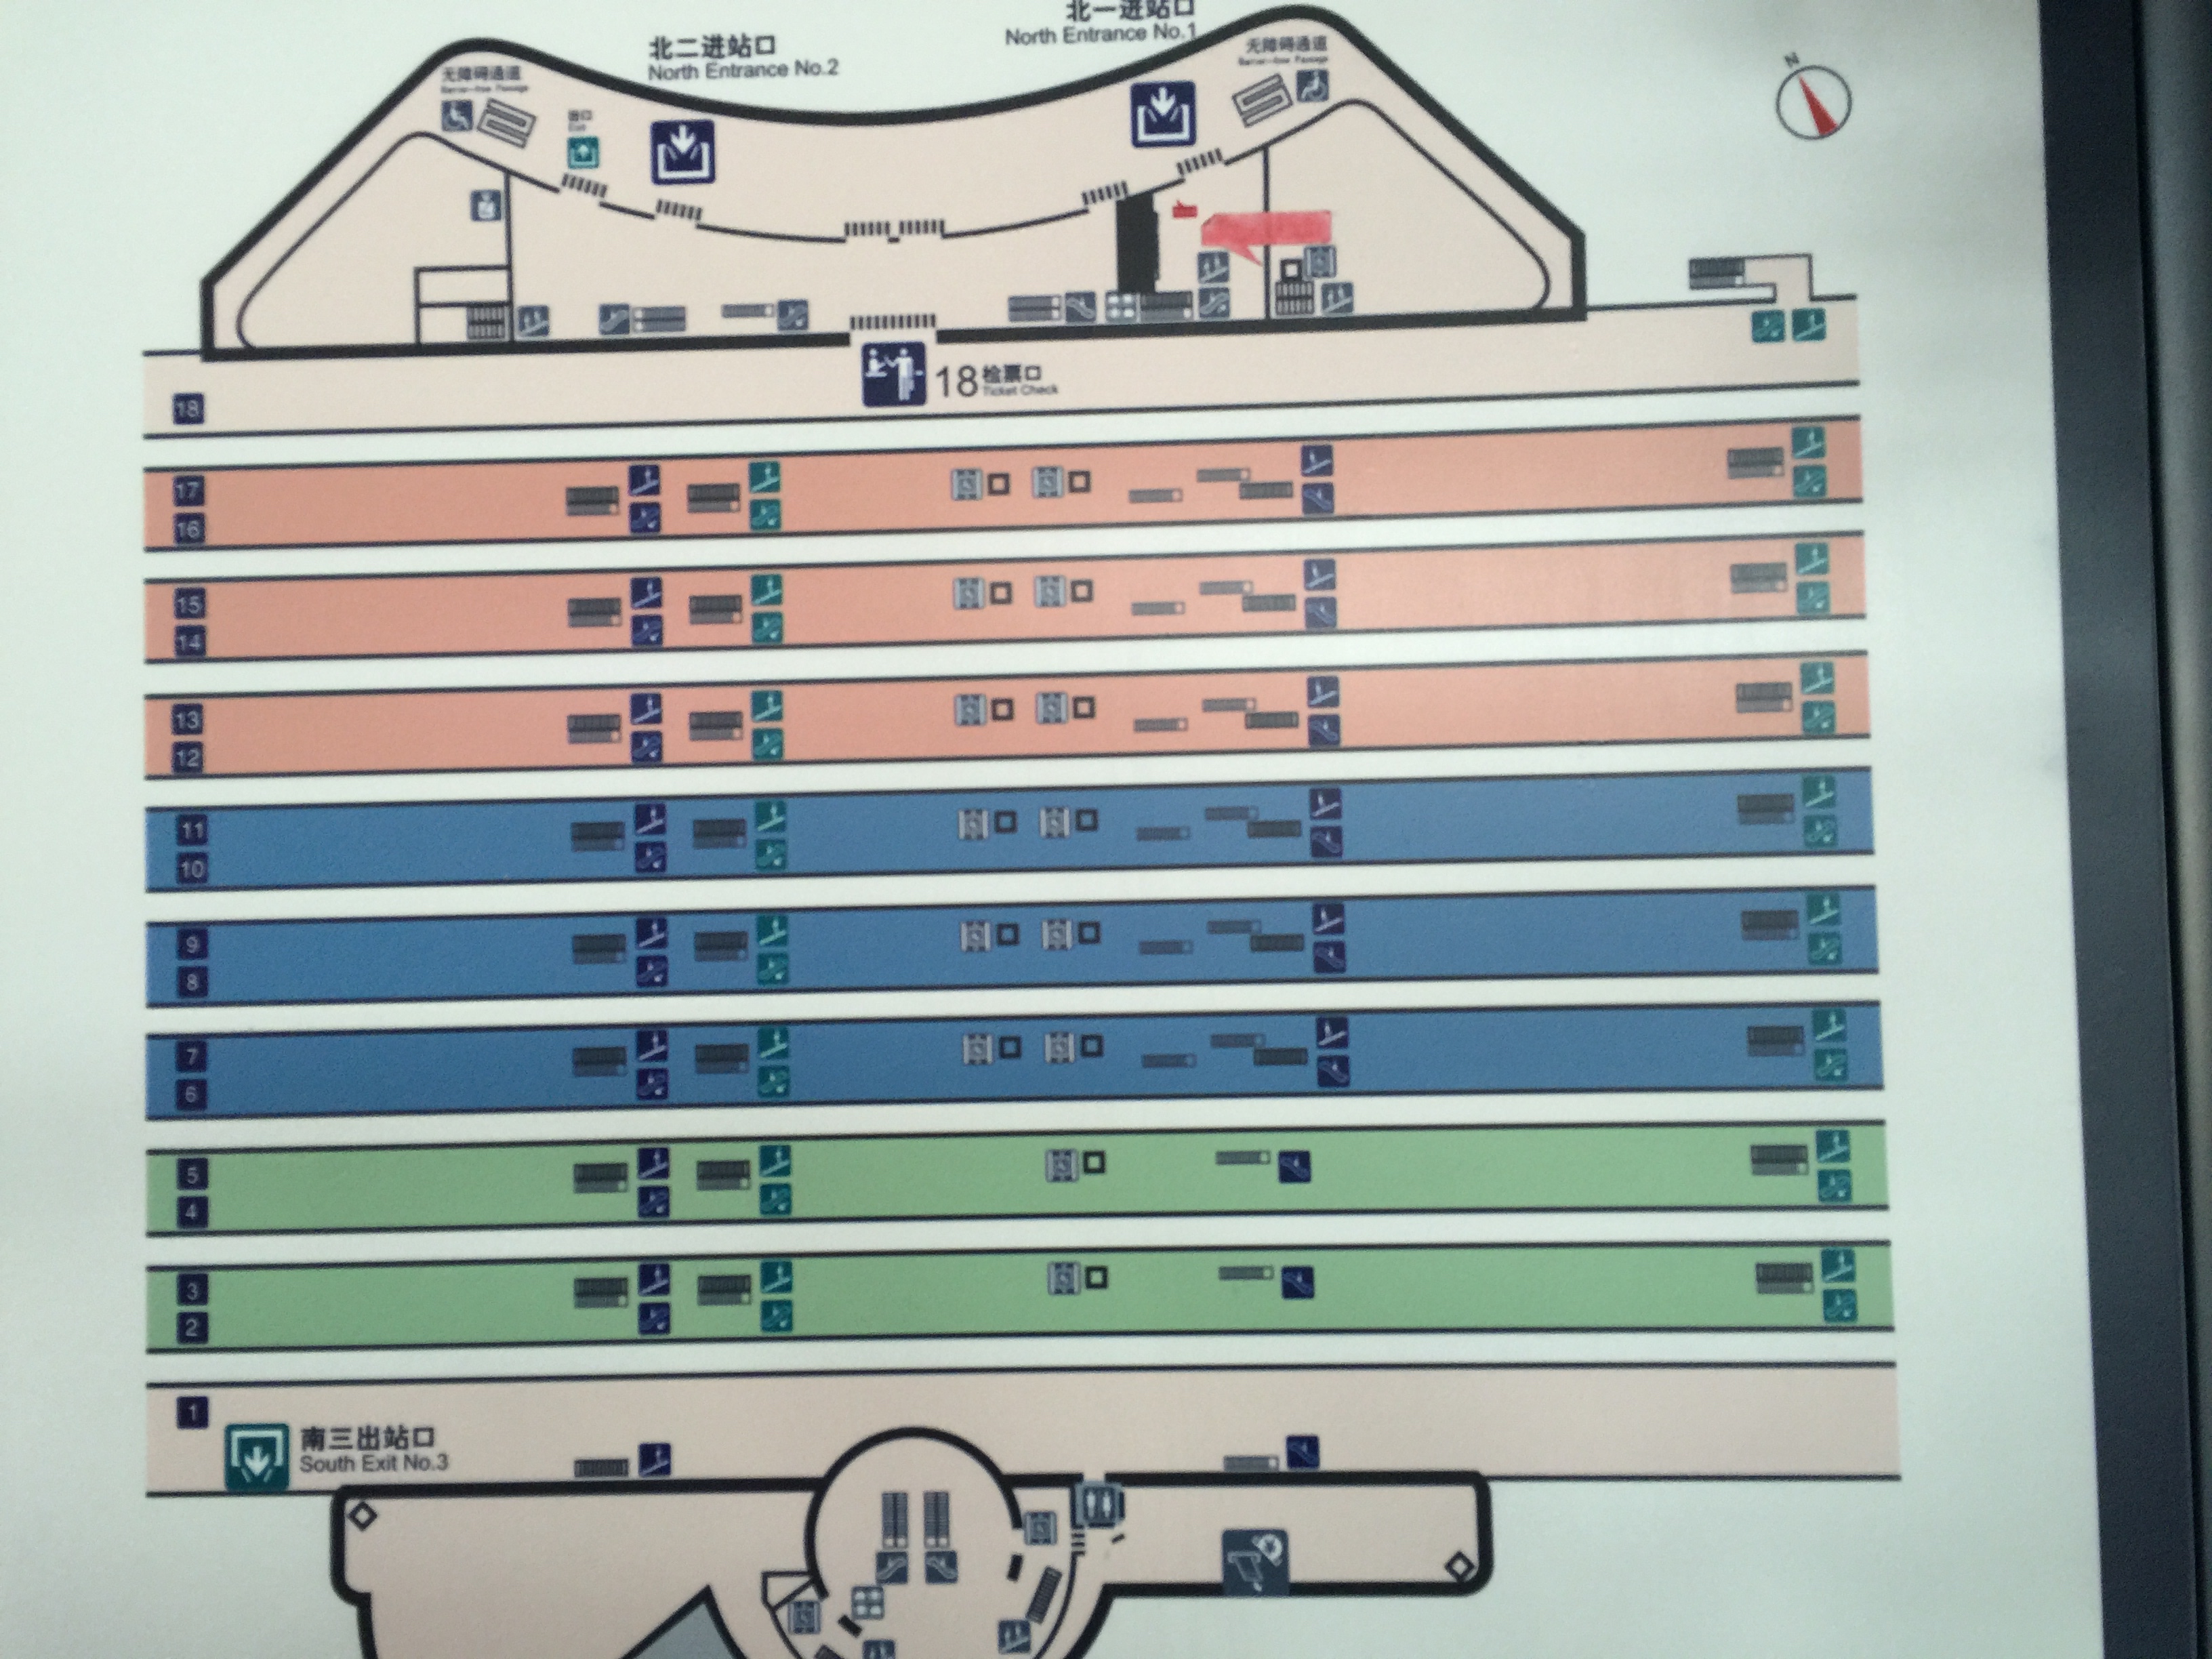 北一进站口
North Entrance No.1
北二进站口
North Entrance No.2
无障碍通道
Barrier-free Passage
无障碍通道
Barrier-free Passage
N
出口
Exit
18 检票口
Ticket Check
18
17
16
15
14
13
12
11
10
9
8
7
6
5
4
3
2
1
南三出站口
South Exit No.3